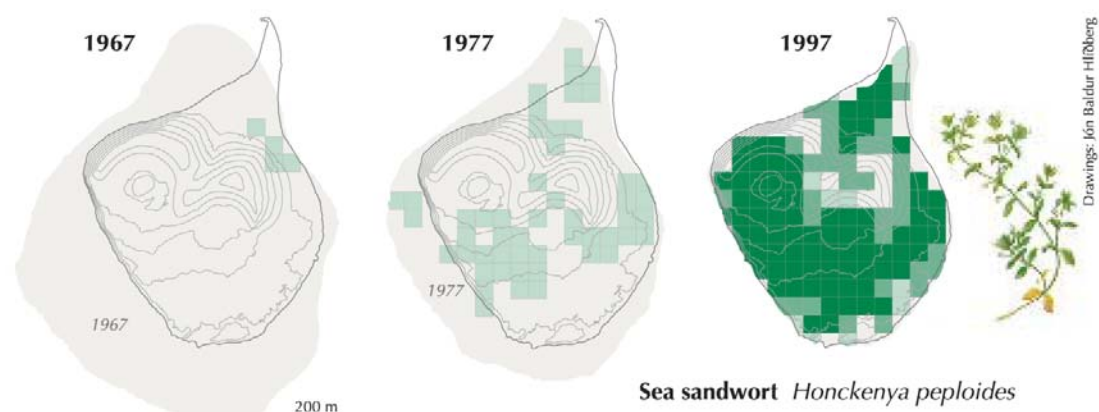 1967
1977
1997
1967
1977
200 m
Sea sandwort Honckenya peploides
Drawings: Jón Baldur Hlíðberg